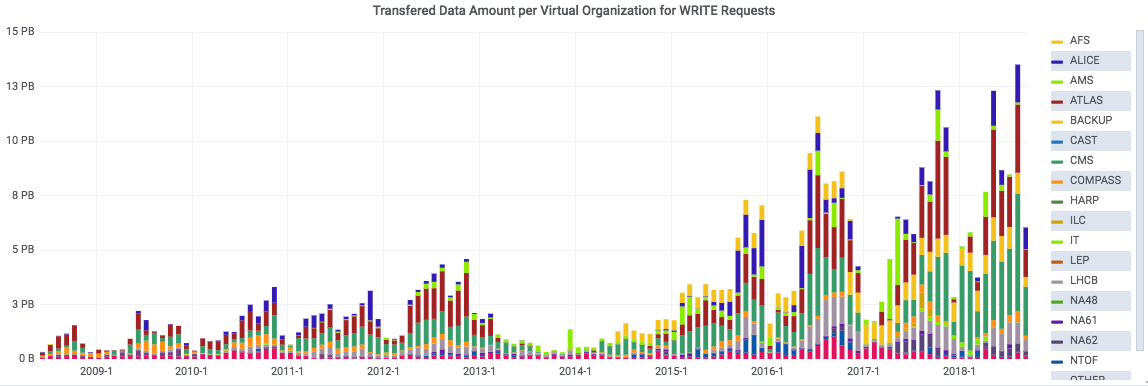 Transfered Data Amount per Virtual Organization for WRITE Requests
15 PB
13 PB
10 PB
8 PB
5 PB
3 PB
0 B
2009-1
2010-1
2011-1
2012-1
2013-1
2014-1
2015-1
2016-1
2017-1
2018-1
AFS
ALICE
AMS
ATLAS
BACKUP
CAST
CMS
COMPASS
HARP
ILC
IT
LEP
LHCB
NA48
NA61
NA62
NTOF
OTHER